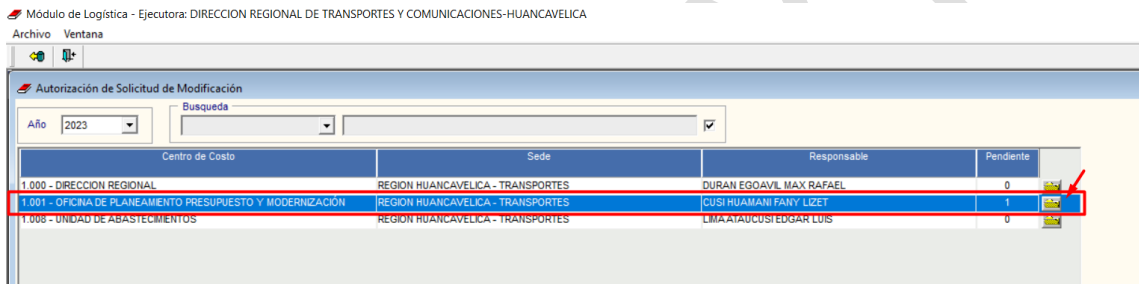 Módulo de Logística - Ejecutora: DIRECCION REGIONAL DE TRANSPORTES Y COMUNICACIONES-HUANCAVELICA
Archivo Ventana
Autorización de Solicitud de Modificación
Año 2023 Busqueda
Centro de Costo Sede Responsable Pendiente
1.000 - DIRECCION REGIONAL REGION HUANCAVELICA - TRANSPORTES DURAN EGOAVIL MAX RAFAEL 0
1.001 - OFICINA DE PLANEAMIENTO PRESUPUESTO Y MODERNIZACIÓN REGION HUANCAVELICA - TRANSPORTES CUSI HUAMANI FANY LIZET 1
1.008 - UNIDAD DE ABASTECIMIENTOS REGION HUANCAVELICA - TRANSPORTES LIMA ATAUCUSI EDGAR LUIS 0